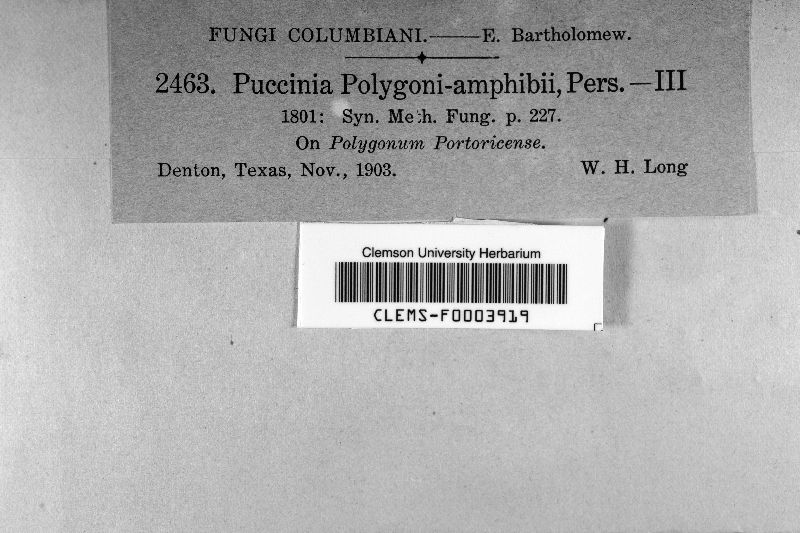 FUNGI COLUMBIANI.——E. Bartholomew.
2463. Puccinia Polygoni-amphibii, Pers.—III
1801: Syn. Meth. Fung. p. 227.
On Polygonum Portoricense.
Denton, Texas, Nov., 1903. W. H. Long
Clemson University Herbarium
CLEMS-F0003919